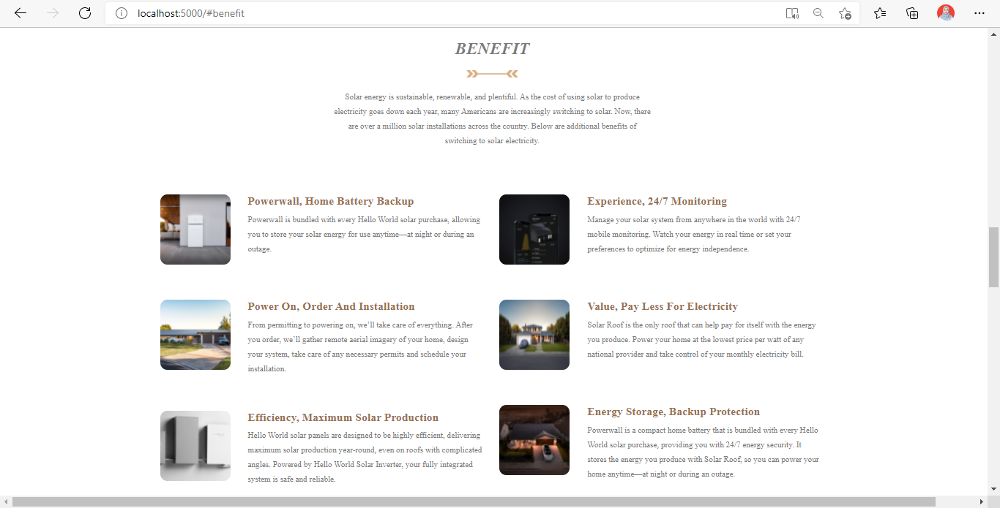 localhost:5000/#benefit
BENEFIT
Solar energy is sustainable, renewable, and plentiful. As the cost of using solar to produce
electricity goes down each year, many Americans are increasingly switching to solar. Now, there
are over a million solar installations across the country. Below are additional benefits of
switching to solar electricity.
Powerwall, Home Battery Backup
Powerwall is bundled with every Hello World solar purchase, allowing
you to store your solar energy for use anytime—at night or during an
outage.
Experience, 24/7 Monitoring
Manage your solar system from anywhere in the world with 24/7
mobile monitoring. Watch your energy in real time or set your
preferences to optimize for energy independence.
Power On, Order And Installation
From permitting to powering on, we’ll take care of everything. After
you order, we’ll gather remote aerial imagery of your home, design
your system, take care of any necessary permits and schedule your
installation.
Value, Pay Less For Electricity
Solar Roof is the only roof that can help pay for itself with the energy
you produce. Power your home at the lowest price per watt of any
national provider and take control of your monthly electricity bill.
Efficiency, Maximum Solar Production
Hello World solar panels are designed to be highly efficient, delivering
maximum solar production year-round, even on roofs with complicated
angles. Powered by Hello World Solar Inverter, your fully integrated
system is safe and reliable.
Energy Storage, Backup Protection
Powerwall is a compact home battery that is bundled with every Hello
World solar purchase, providing you with 24/7 energy security. It
stores the energy you produce with Solar Roof, so you can power your
home anytime—at night or during an outage.